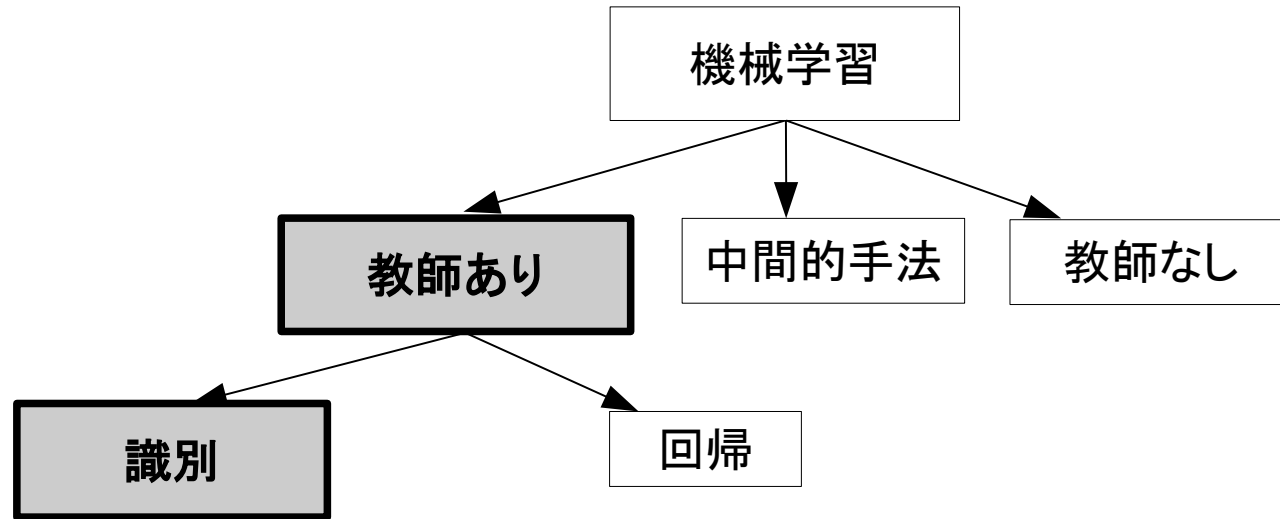 機械学習
教師あり
中間的手法
教師なし
識別
回帰